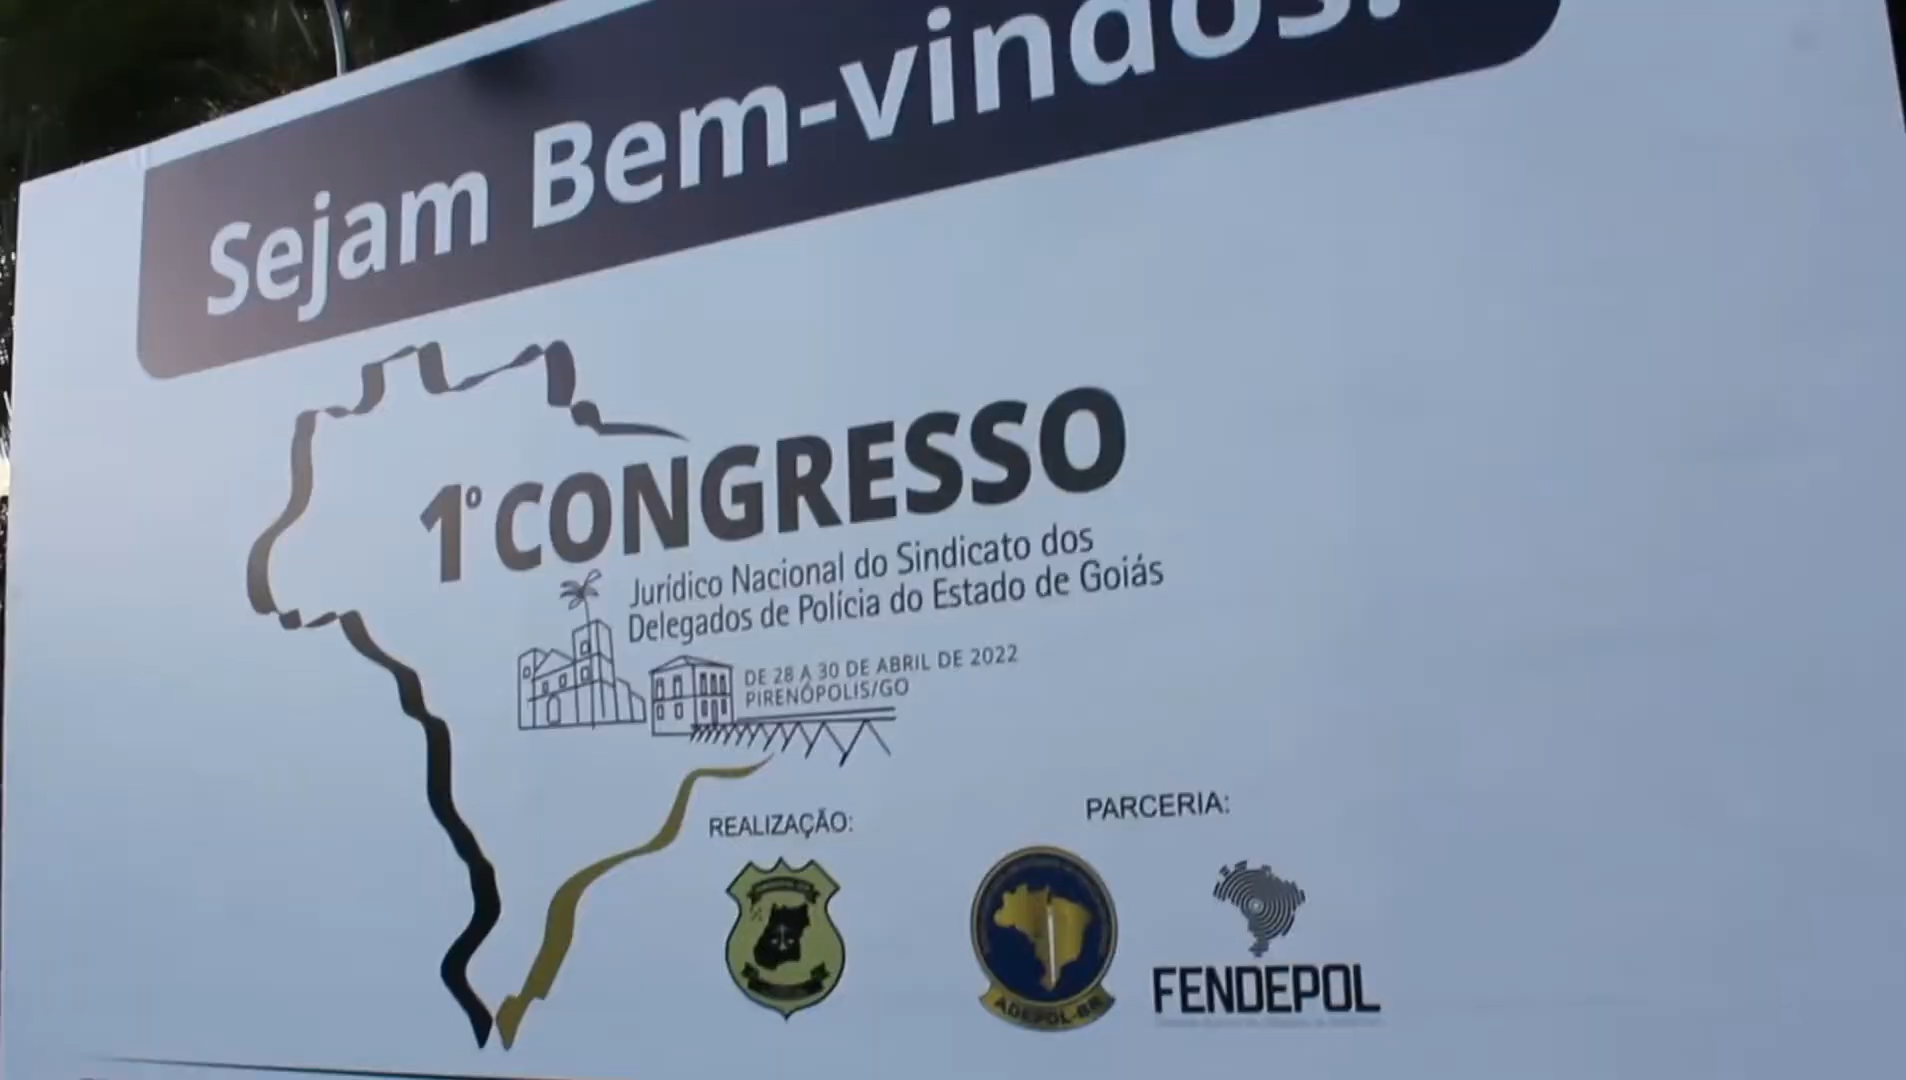 Sejam Bem-vindos!
1º CONGRESSO
Jurídico Nacional do Sindicato dos
Delegados de Polícia do Estado de Goiás
DE 28 A 30 DE ABRIL DE 2022
PIRENÓPOLIS/GO
REALIZAÇÃO:
PARCERIA:
ADEPOL-BR
FENDEPOL